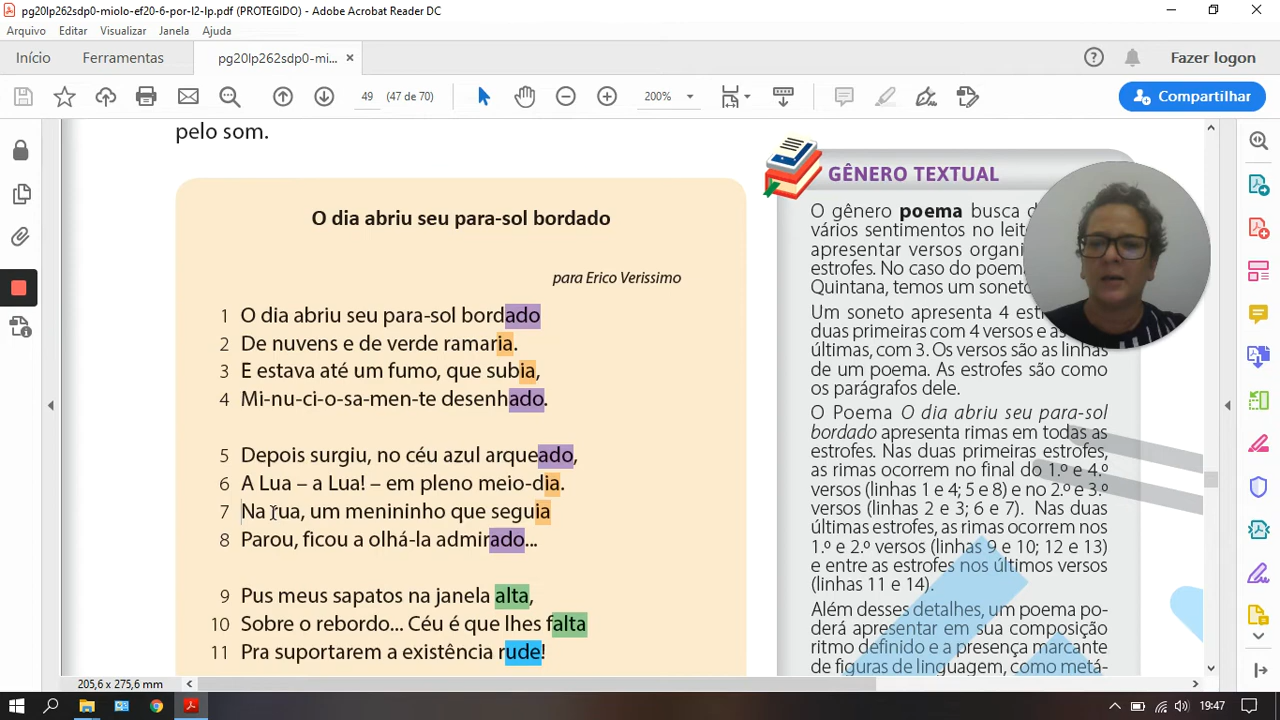 pg20lp262sdp0-miolo-ef20-6-por-l2-lp.pdf (PROTEGIDO) - Adobe Acrobat Reader DC
Arquivo Editar Visualizar Janela Ajuda
Início Ferramentas pg20lp262sdp0-mi... × Fazer logon
49 (47 de 70) 200% Compartilhar
pelo som.
O dia abriu seu para-sol bordado
para Erico Verissimo
1 O dia abriu seu para-sol bordado
2 De nuvens e de verde ramaria.
3 E estava até um fumo, que subia,
4 Mi-nu-ci-o-sa-men-te desenhado.
5 Depois surgiu, no céu azul arqueado,
6 A Lua – a Lua! – em pleno meio-dia.
7 Na rua, um menininho que seguia
8 Parou, ficou a olhá-la admirado...
9 Pus meus sapatos na janela alta,
10 Sobre o rebordo... Céu é que lhes falta
11 Pra suportarem a existência rude!
GÊNERO TEXTUAL
O gênero poema busca
vários sentimentos no
apresentar versos
estrofes. No caso do
Quintana, temos um
Um soneto apresenta 4
duas primeiras com 4 versos e as
últimas, com 3. Os versos são as linhas
de um poema. As estrofes são como
os parágrafos dele.
O Poema O dia abriu seu para-sol
bordado apresenta rimas em todas as
estrofes. Nas duas primeiras estrofes,
as rimas ocorrem no final do 1.º e 4.º
versos (linhas 1 e 4; 5 e 8) e no 2.º e 3.º
versos (linhas 2 e 3; 6 e 7). Nas duas
últimas estrofes, as rimas ocorrem nos
1.º e 2.º versos (linhas 9 e 10; 12 e 13)
e entre as estrofes nos últimos versos
(linhas 11 e 14).
Além desses detalhes, um poema po-
derá apresentar em sua composição
ritmo definido e a presença marcante
de figuras de linguagem, como metá-
205,6 x 275,6 mm
19:47